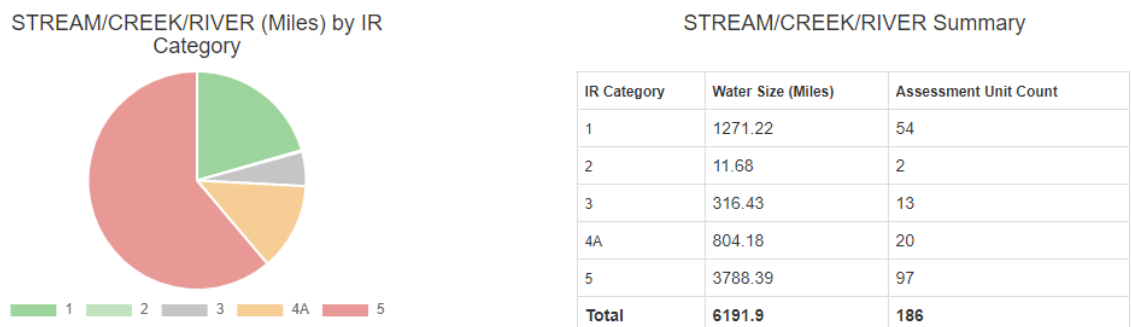 STREAM/CREEK/RIVER (Miles) by IR
Category
1 2 3 4A 5
STREAM/CREEK/RIVER Summary
IR Category Water Size (Miles) Assessment Unit Count
1 1271.22 54
2 11.68 2
3 316.43 13
4A 804.18 20
5 3788.39 97
Total 6191.9 186